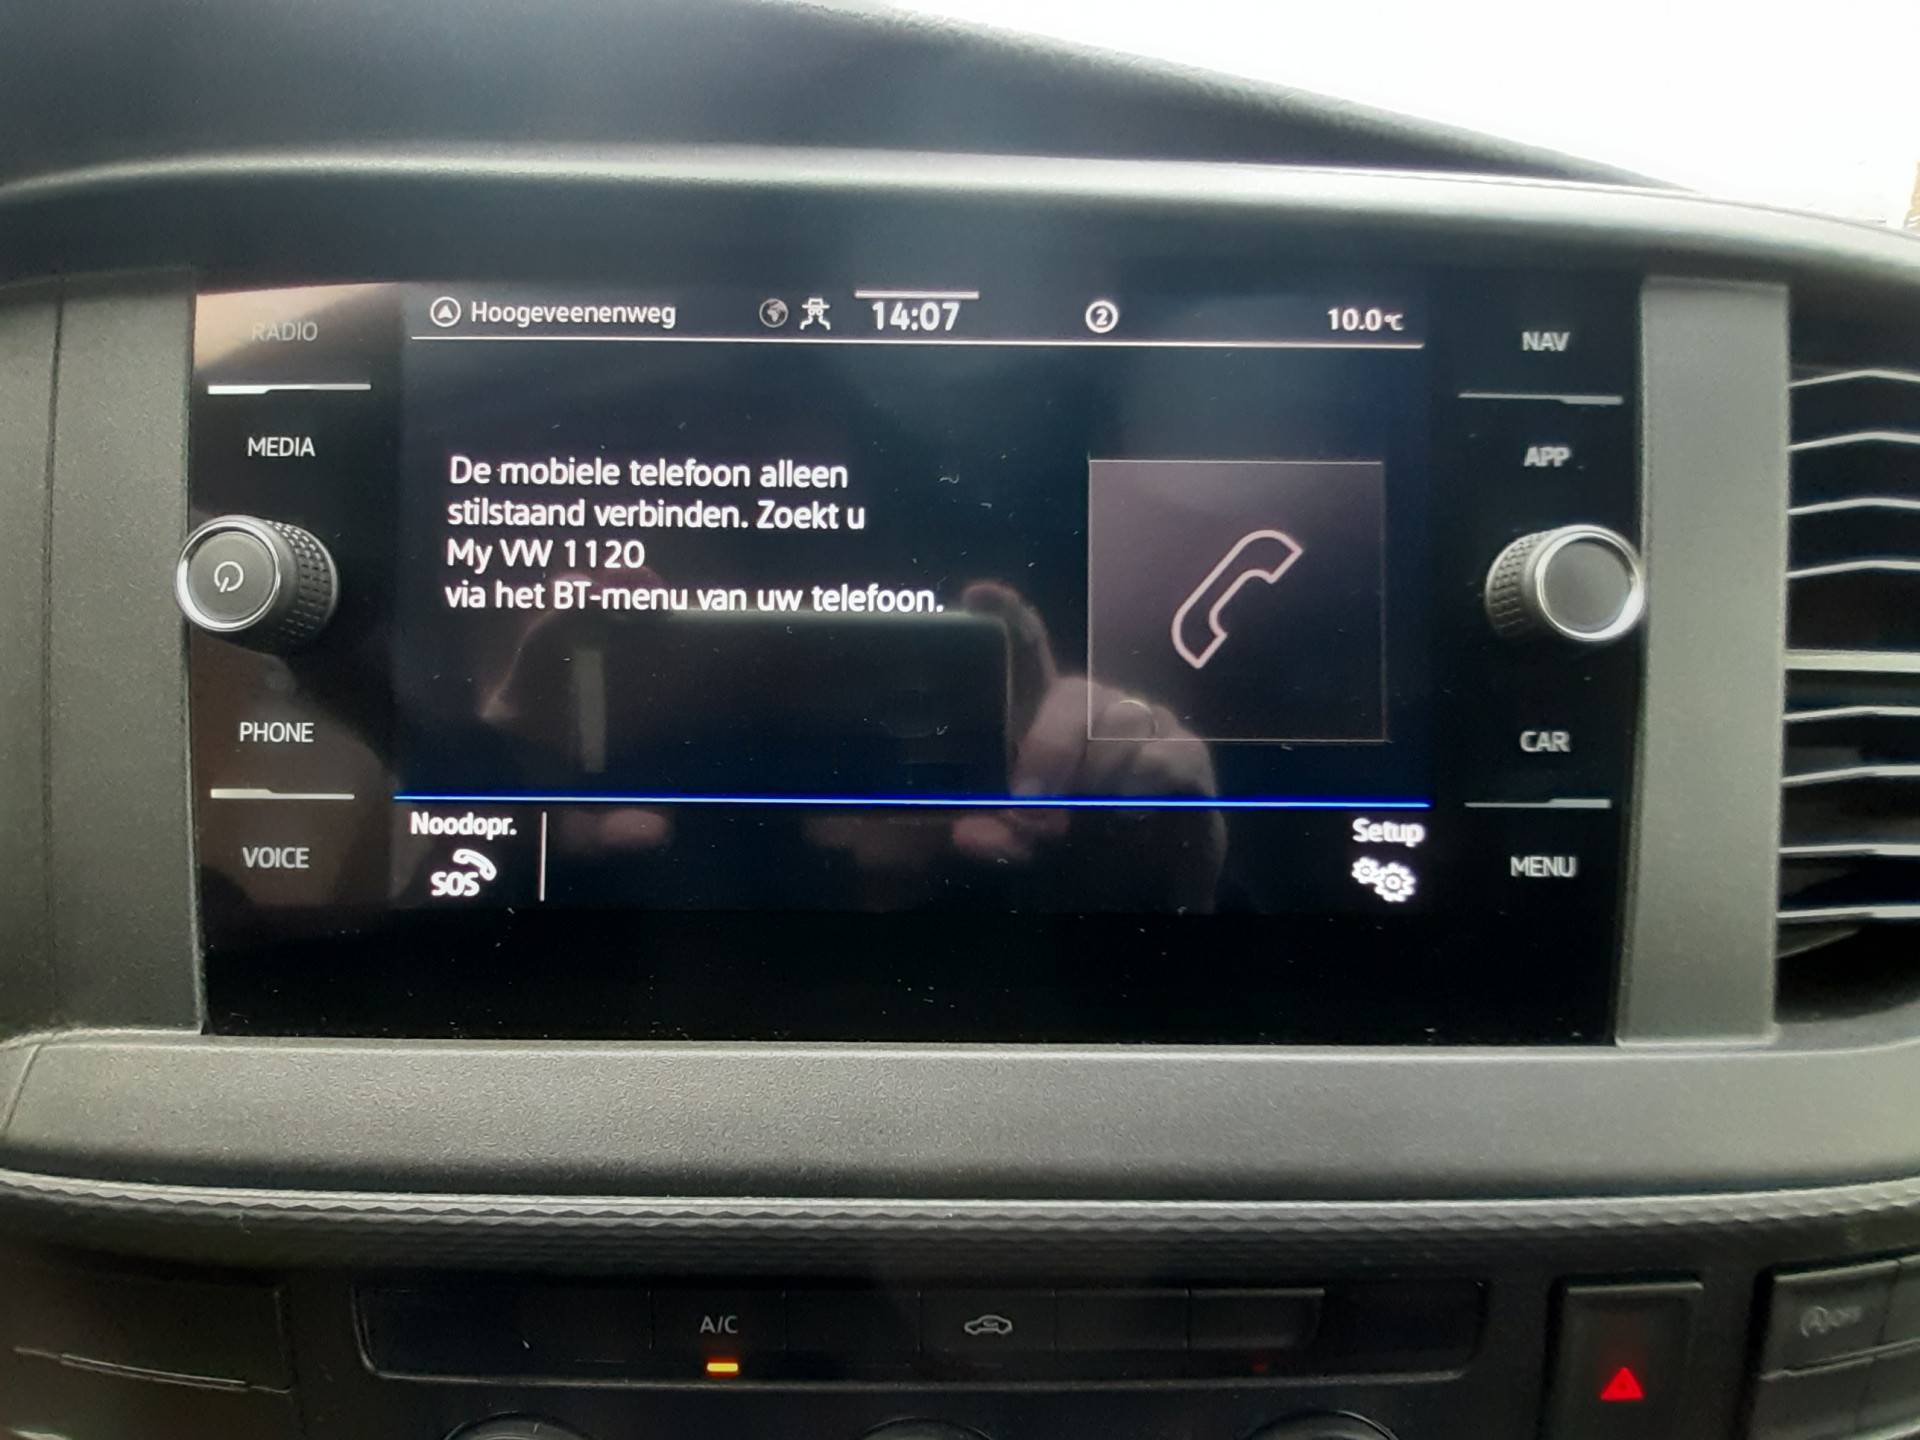 RADIO
Hoogeveenenweg 14:07 2 10.0°C
NAV
MEDIA
APP
De mobiele telefoon alleen
stilstaand verbinden. Zoekt u
My VW 1120
via het BT-menu van uw telefoon.
PHONE
CAR
Noodopr.
SOS
Setup
VOICE
MENU
A/C
OFF